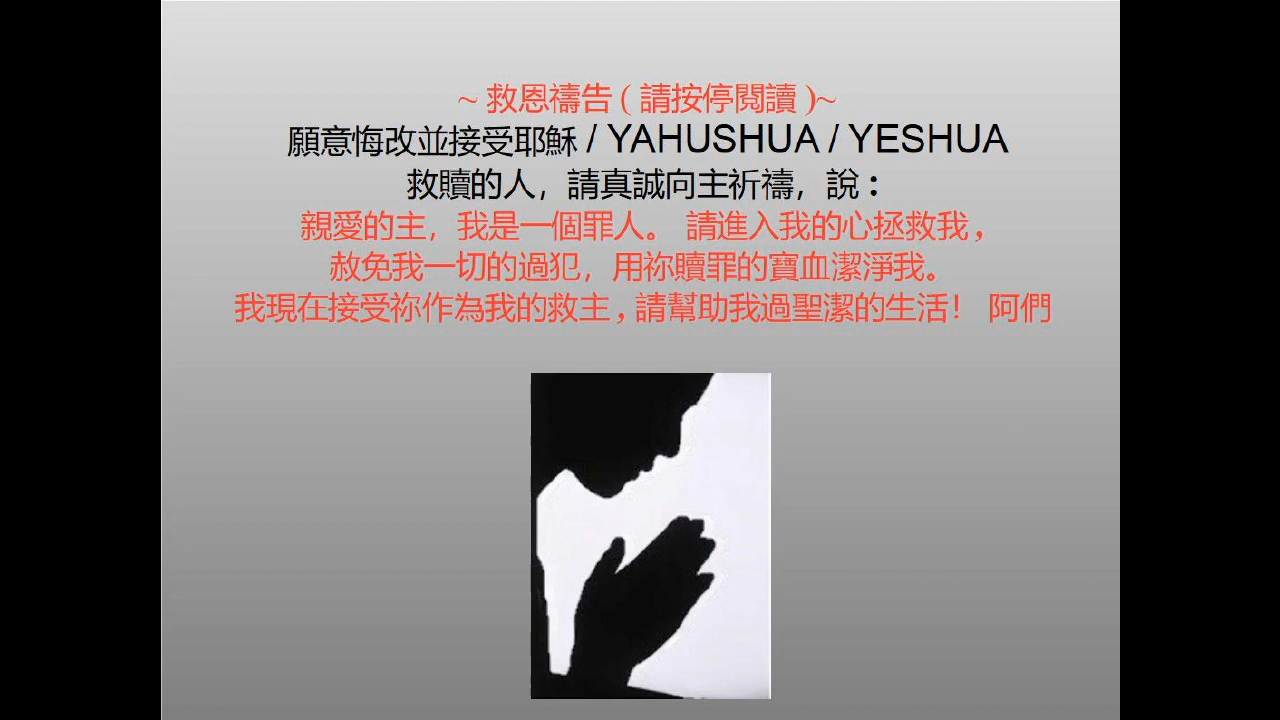 ~ 救恩禱告 ( 請按停閱讀 )~
願意悔改並接受耶穌 / YAHUSHUA / YESHUA
救贖的人，請真誠向主祈禱，說：
親愛的主，我是一個罪人。 請進入我的心拯救我，
赦免我一切的過犯，用祢贖罪的寶血潔淨我。
我現在接受祢作為我的救主，請幫助我過聖潔的生活！ 阿們